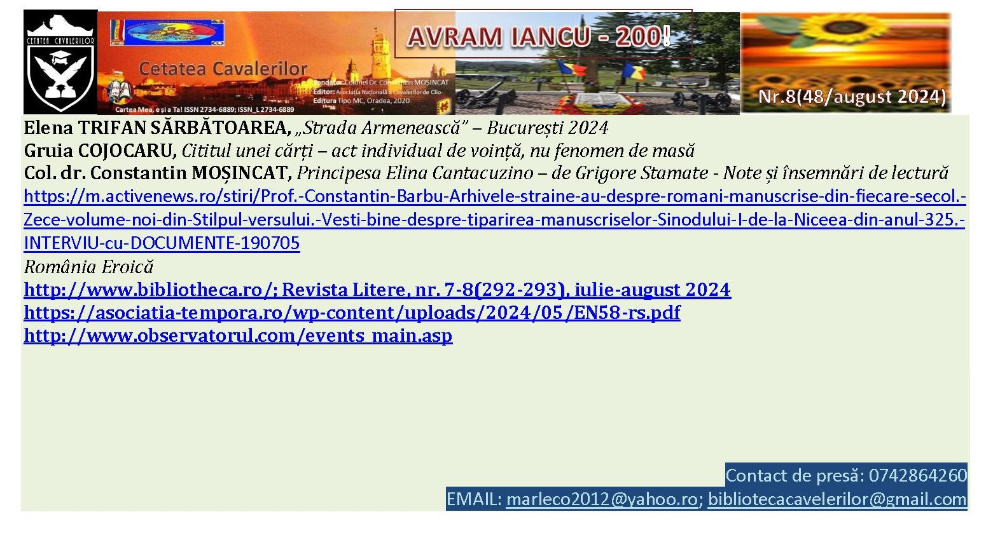 CETATEA CAVALERILOR
Cetatea Cavalerilor
Fondator: Colonel Dr. Constantin MOȘINCAT
Editor: Asociația Națională a Cavalerilor de Clio
Editura Tipo MC, Oradea, 2020
Cartea Mea, e și a Ta! ISSN 2734-6889; ISSN_L 2734-6889
AVRAM IANCU - 200!
Nr.8(48/august 2024)
Elena TRIFAN SĂRBĂTOAREA, „Strada Armenească” – București 2024
Gruia COJOCARU, Cititul unei cărți – act individual de voință, nu fenomen de masă
Col. dr. Constantin MOȘINCAT, Principesa Elina Cantacuzino – de Grigore Stamate - Note și însemnări de lectură
https://m.activenews.ro/stiri/Prof.-Constantin-Barbu-Arhivele-straine-au-despre-romani-manuscrise-din-fiecare-secol.-
Zece-volume-noi-din-Stilpul-versului.-Vesti-bine-despre-tiparirea-manuscriselor-Sinodului-I-de-la-Niceea-din-anul-325.-
INTERVIU-cu-DOCUMENTE-190705
România Eroică
http://www.bibliotheca.ro/; Revista Litere, nr. 7-8(292-293), iulie-august 2024
https://asociatia-tempora.ro/wp-content/uploads/2024/05/EN58-rs.pdf
http://www.observatorul.com/events_main.asp
Contact de presă: 0742864260
EMAIL: marleco2012@yahoo.ro; bibliotecacavelerilor@gmail.com